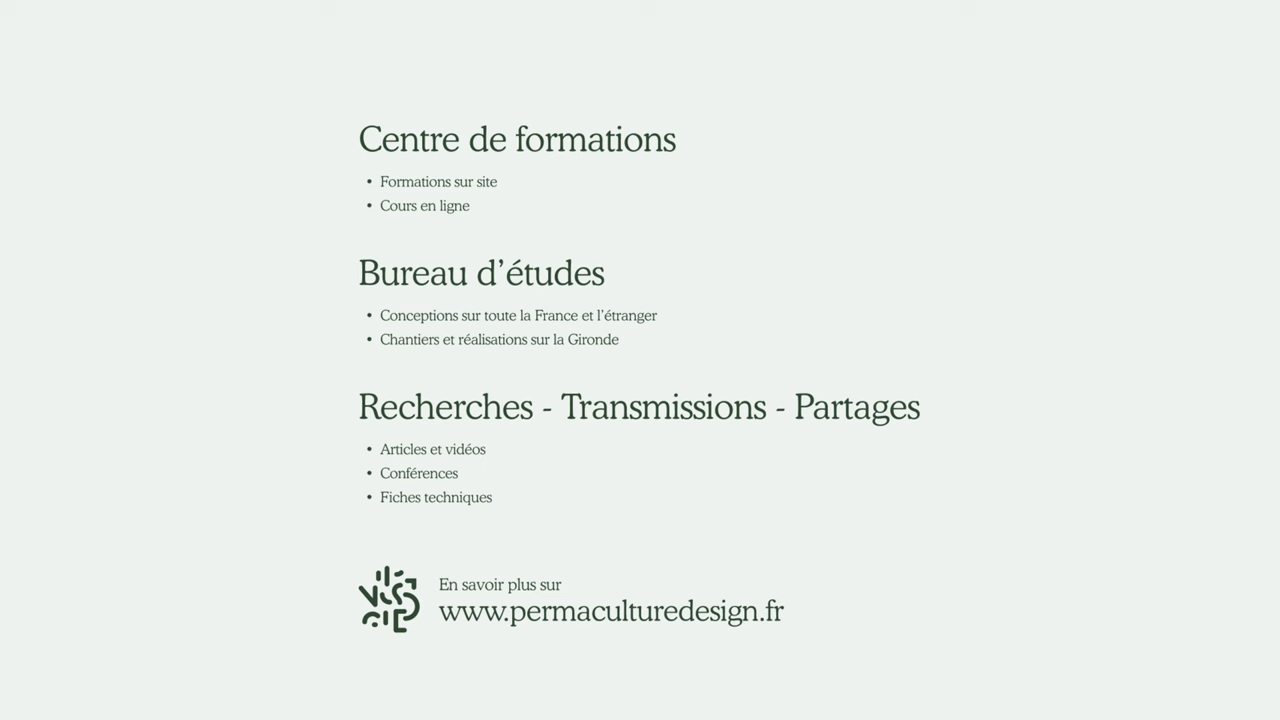 Centre de formations
• Formations sur site
• Cours en ligne
Bureau d’études
• Conceptions sur toute la France et l’étranger
• Chantiers et réalisations sur la Gironde
Recherches - Transmissions - Partages
• Articles et vidéos
• Conférences
• Fiches techniques
En savoir plus sur
www.permaculturedesign.fr